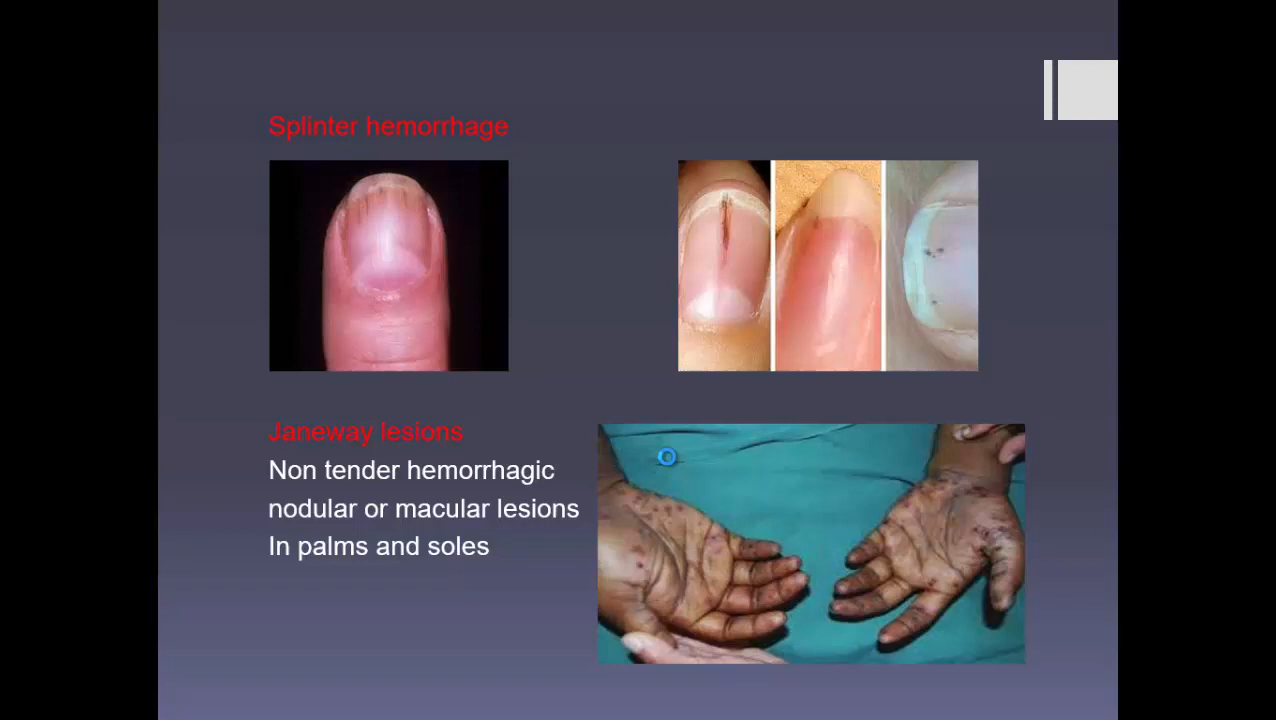 Splinter hemorrhage
Janeway lesions
Non tender hemorrhagic
nodular or macular lesions
In palms and soles